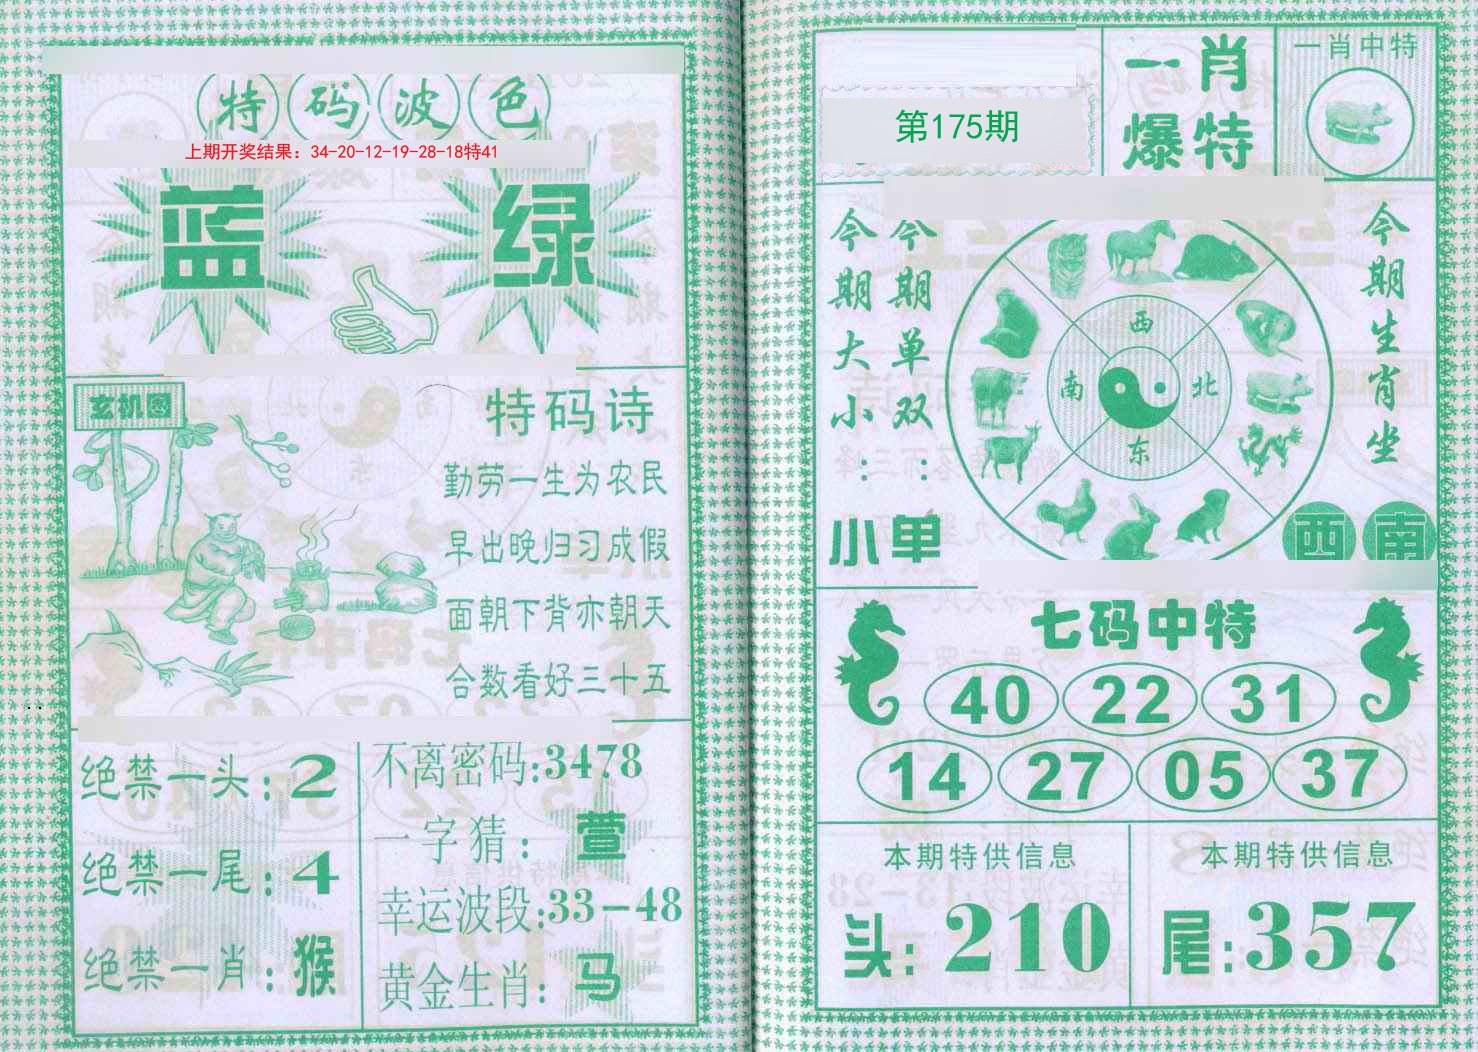 特码波色
上期开奖结果：34-20-12-19-28-18特41
蓝 绿
玄机图
特码诗
勤劳一生为农民
早出晚归习成假
面朝下背亦朝天
合数看好三十五
绝禁一头：2
绝禁一尾：4
绝禁一肖：猴
不离密码：3478
一字猜：萱
幸运波段：33－48
黄金生肖：马
第175期
一肖
爆特
一肖中特
今期大小：小
今期单双：单
西
南 北
东
今期生肖坐
西南
七码中特
40 22 31
14 27 05 37
本期特供信息
头：210
本期特供信息
尾：357